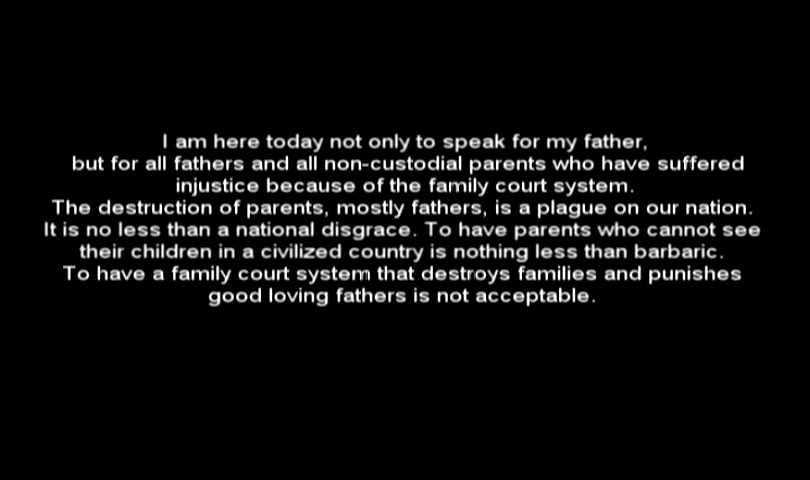 I am here today not only to speak for my father,
but for all fathers and all non-custodial parents who have suffered
injustice because of the family court system.
The destruction of parents, mostly fathers, is a plague on our nation.
It is no less than a national disgrace. To have parents who cannot see
their children in a civilized country is nothing less than barbaric.
To have a family court system that destroys families and punishes
good loving fathers is not acceptable.